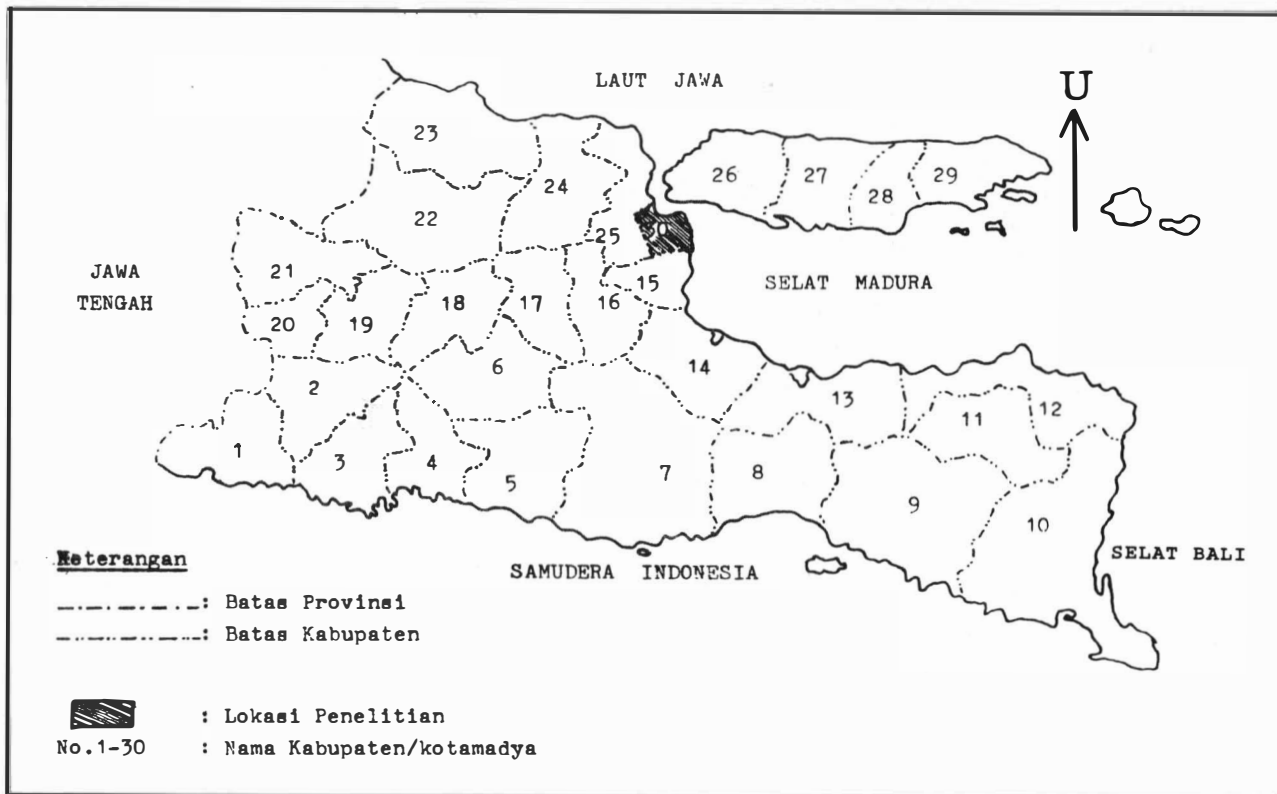 LAUT JAWA
U
23
24
26
27
28
29
22
25
30
21
JAWA
TENGAH
15
SELAT MADURA
18
17
16
20
19
6
14
2
13
11
12
1
3
4
5
7
8
9
10
SELAT BALI
SAMUDERA INDONESIA
Keterangan
: Batas Provinsi
: Batas Kabupaten
: Lokasi Penelitian
No.1-30 : Nama Kabupaten/kotamadya